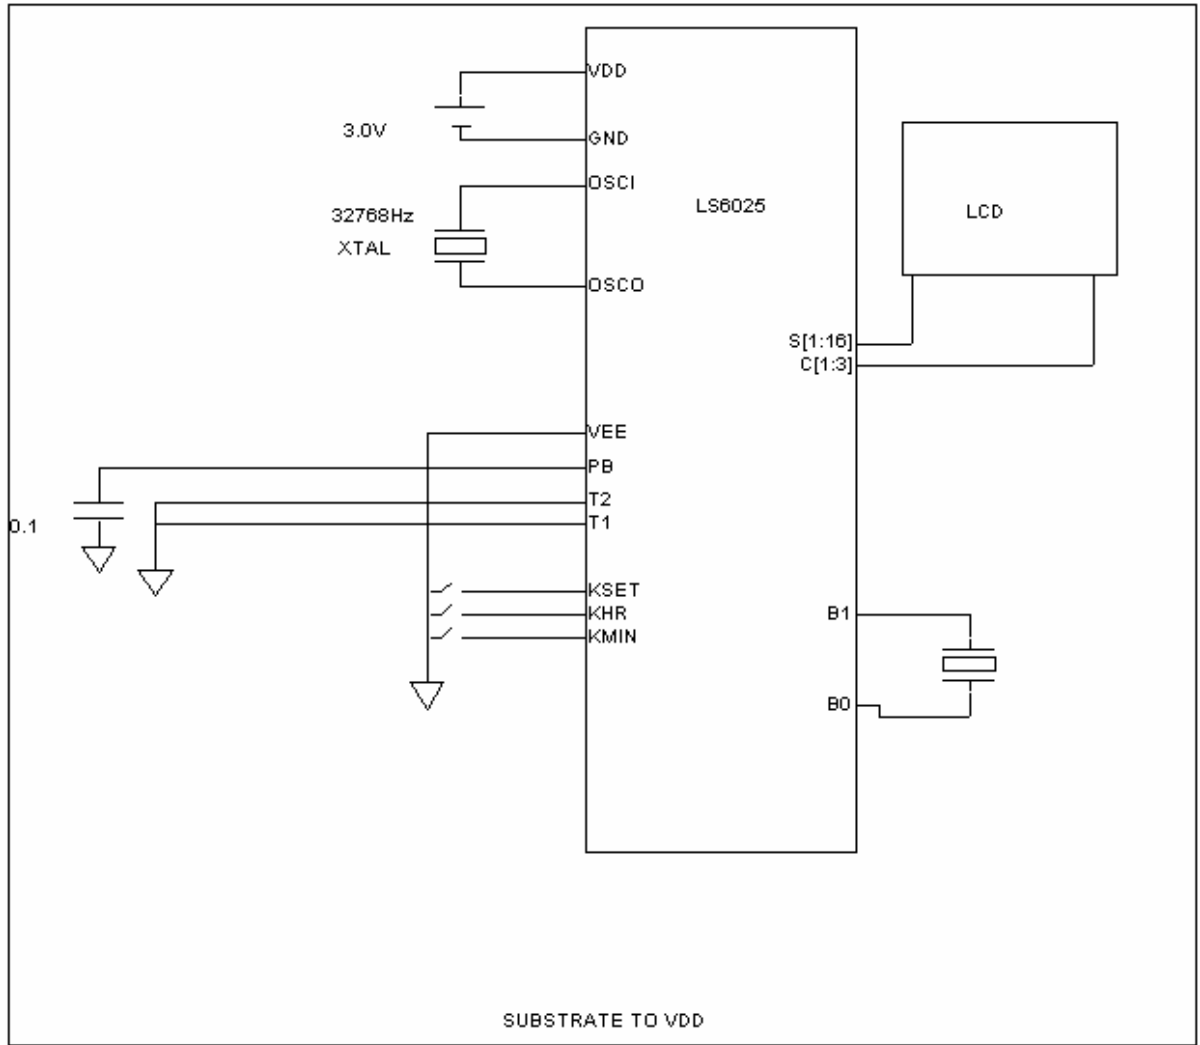 VDD
3.0V
GND
OSCI
32768Hz
XTAL
OSCO
LS6025
LCD
S[1:16]
C[1:3]
VEE
PB
T2
T1
0.1
KSET
KHR
KMIN
B1
B0
SUBSTRATE TO VDD